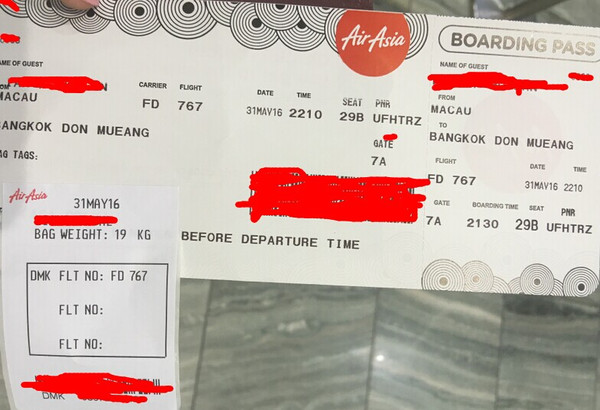 AirAsia
BOARDING PASS
AME OF GUEST
CARRIER FLIGHT
MACAU
FD 767
BANGKOK DON MUEANG
AG TAGS:
DATE TIME SEAT PNR
31MAY16 2210 29B UFHTRZ
GATE
7A
BEFORE DEPARTURE TIME
NAME OF GUEST
FROM
MACAU
TO
BANGKOK DON MUEANG
FLIGHT DATE TIME
FD 767 31MAY16 2210
GATE BOARDING TIME SEAT PNR
7A 2130 29B UFHTRZ
AirAsia
31MAY16
BAG WEIGHT: 19 KG
DMK FLT NO: FD 767
FLT NO:
FLT NO:
DMK